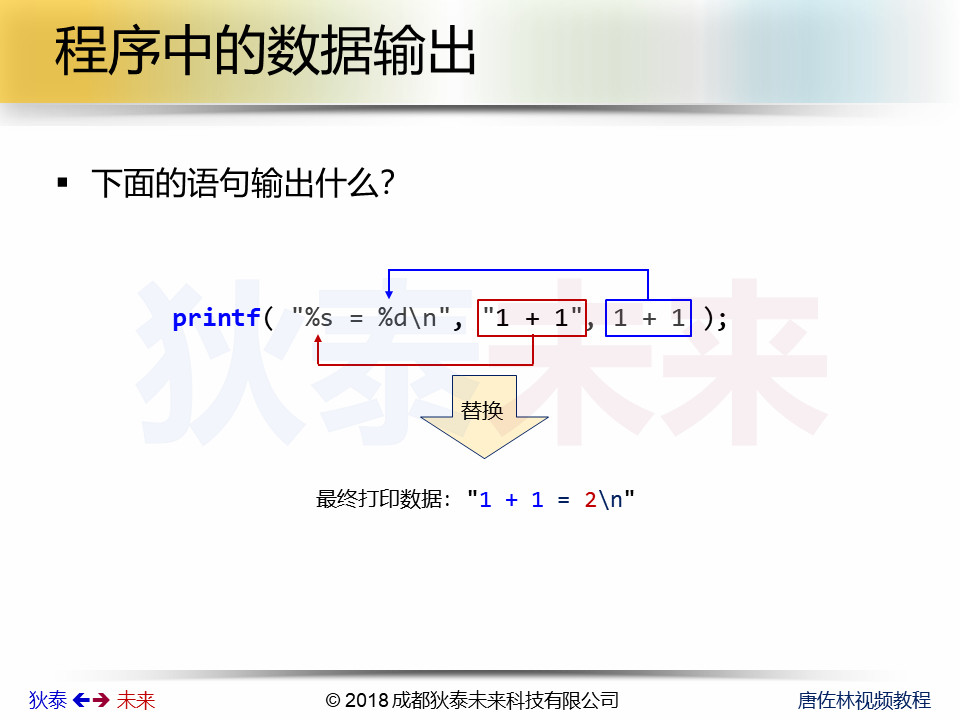 程序中的数据输出
▪ 下面的语句输出什么？
狄泰未来
printf( "%s = %d\n", "1 + 1", 1 + 1 );
替换
最终打印数据："1 + 1 = 2\n"
狄泰 未来
© 2018 成都狄泰未来科技有限公司
唐佐林视频教程